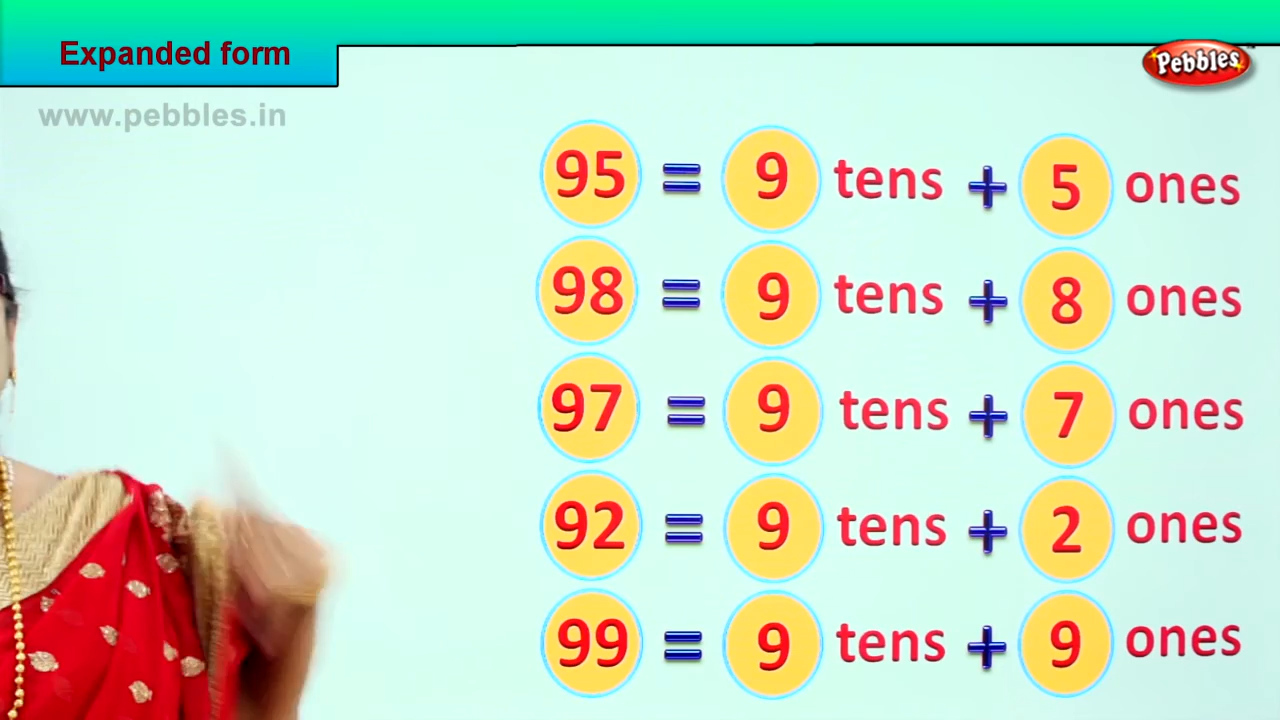 Expanded form
Pebbles
www.pebbles.in
95 = 9 tens + 5 ones
98 = 9 tens + 8 ones
97 = 9 tens + 7 ones
92 = 9 tens + 2 ones
99 = 9 tens + 9 ones